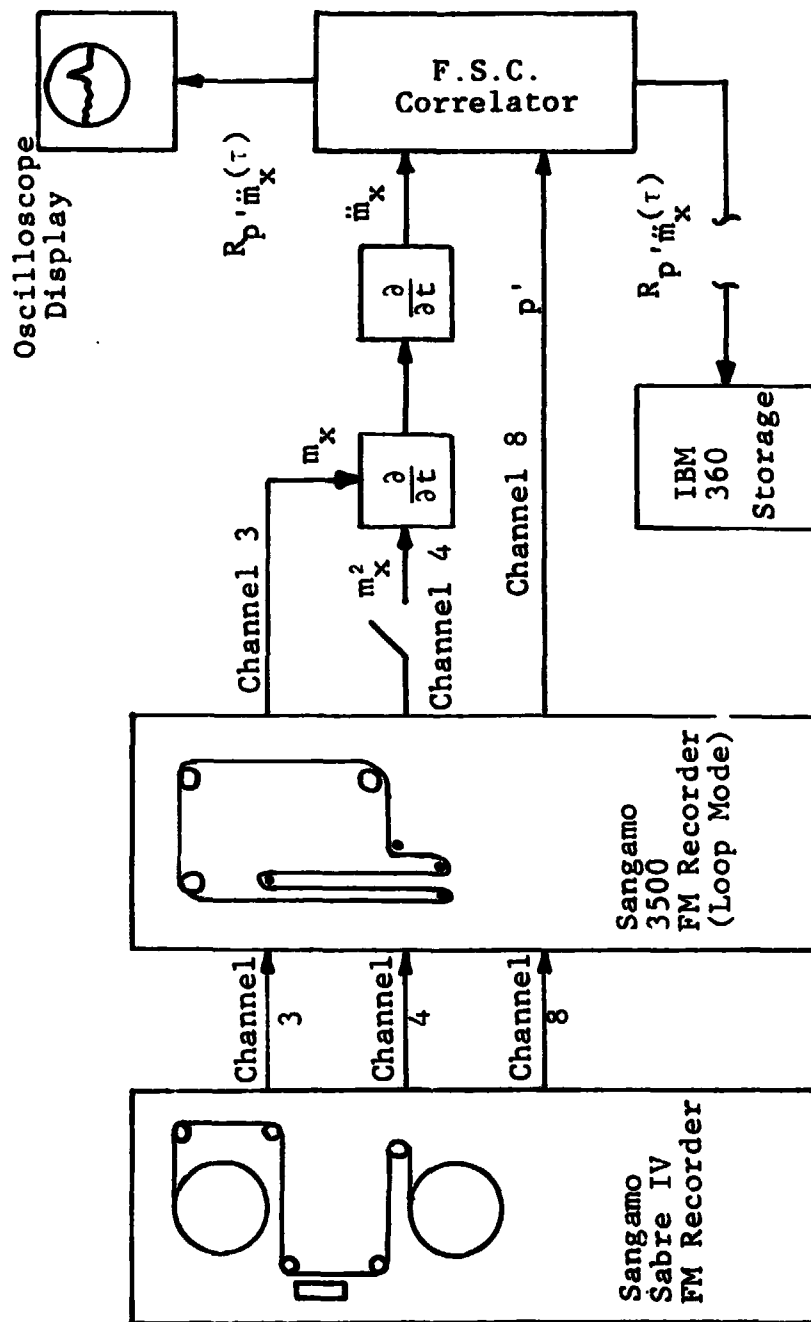 Oscilloscope
Display
F.S.C.
Correlator
R_p'm̈_x(τ)
m̈_x
∂/∂t
∂/∂t
m_x
m_x^2
p'
R_p'm̈_x(τ)
Channel 3
Channel 4
Channel 8
IBM
360
Storage
Sangamo
3500
FM Recorder
(Loop Mode)
Channel
3
Channel
4
Channel
8
Sangamo
Sabre IV
FM Recorder